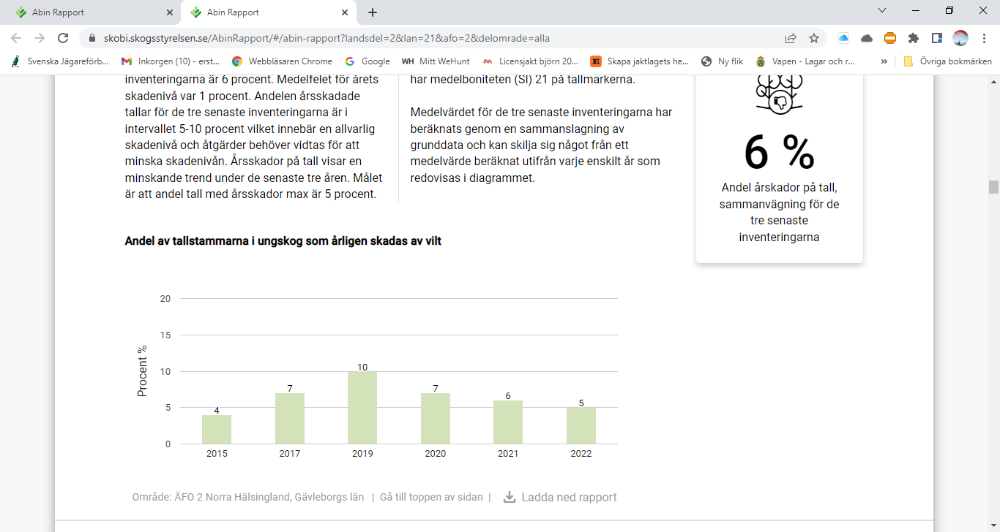 Abin Rapport
Abin Rapport
skobi.skogsstyrelsen.se/AbinRapport/#/abin-rapport?landsdel=2&lan=21&afo=2&delomrade=alla
Svenska Jägareförb...
Inkorgen (10) - erst...
Webbläsaren Chrome
Google
WH Mitt WeHunt
SVA Licensjakt björn 20...
E Skapa jaktlagets he...
Ny flik
Vapen - Lagar och r...
»
Övriga bokmärken
inventeringarna är 6 procent. Medelfelet för årets
skadenivå var 1 procent. Andelen årsskadade
tallar för de tre senaste inventeringarna är i
intervallet 5-10 procent vilket innebär en allvarlig
skadenivå och åtgärder behöver vidtas för att
minska skadenivån. Årsskador på tall visar en
minskande trend under de senaste tre åren. Målet
är att andel tall med årsskador max är 5 procent.
har medelboniteten (SI) 21 på tallmarkerna.
Medelvärdet för de tre senaste inventeringarna har
beräknats genom en sammanslagning av
grunddata och kan skilja sig något från ett
medelvärde beräknat utifrån varje enskilt år som
redovisas i diagrammet.
6 %
Andel årskador på tall,
sammanvägning för de
tre senaste
inventeringarna
Andel av tallstammarna i ungskog som årligen skadas av vilt
Procent %
20
15
10
5
0
4
7
10
7
6
5
2015
2017
2019
2020
2021
2022
Område: ÄFO 2 Norra Hälsingland, Gävleborgs län | Gå till toppen av sidan | Ladda ned rapport